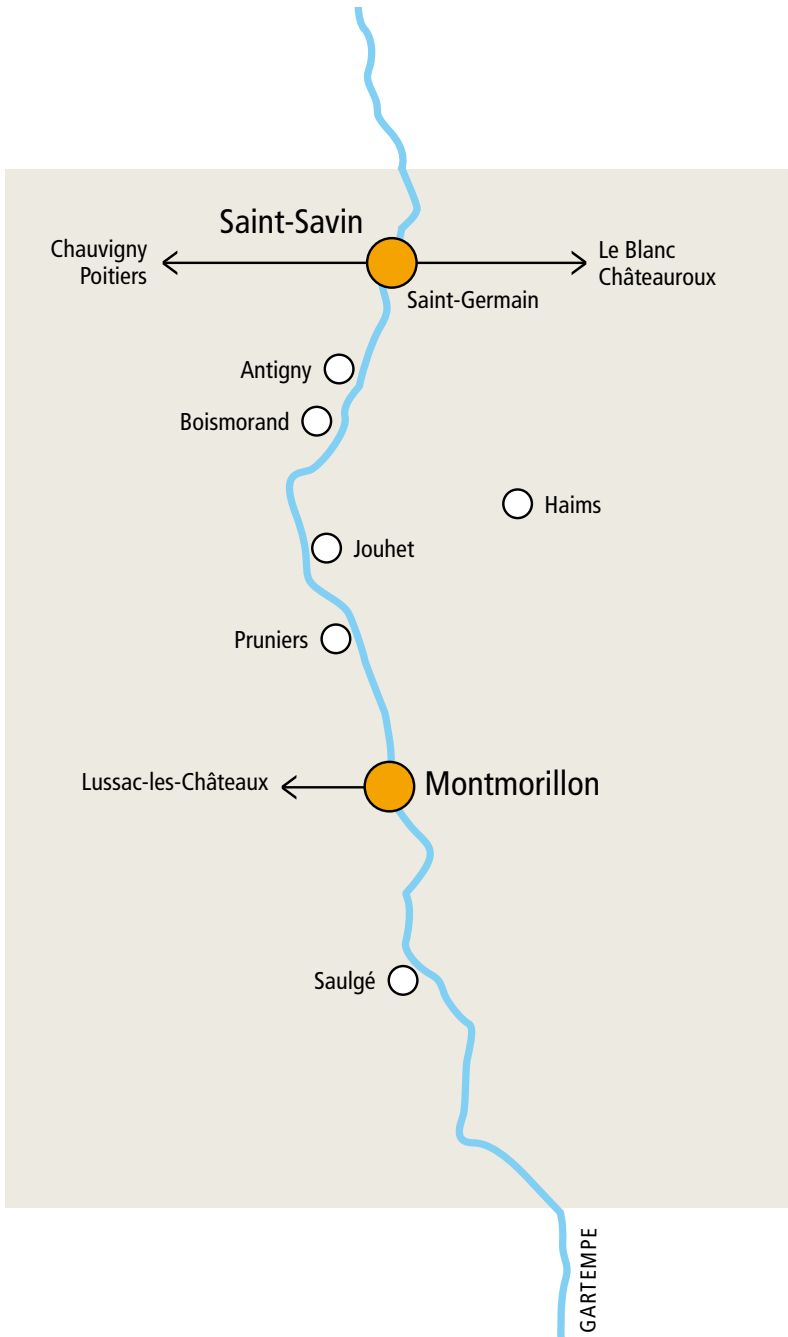 Saint-Savin
Chauvigny
Poitiers
Le Blanc
Châteauroux
Saint-Germain
Antigny
Boismorand
Haims
Jouhet
Pruniers
Lussac-les-Châteaux
Montmorillon
Saulgé
GARTEMPE